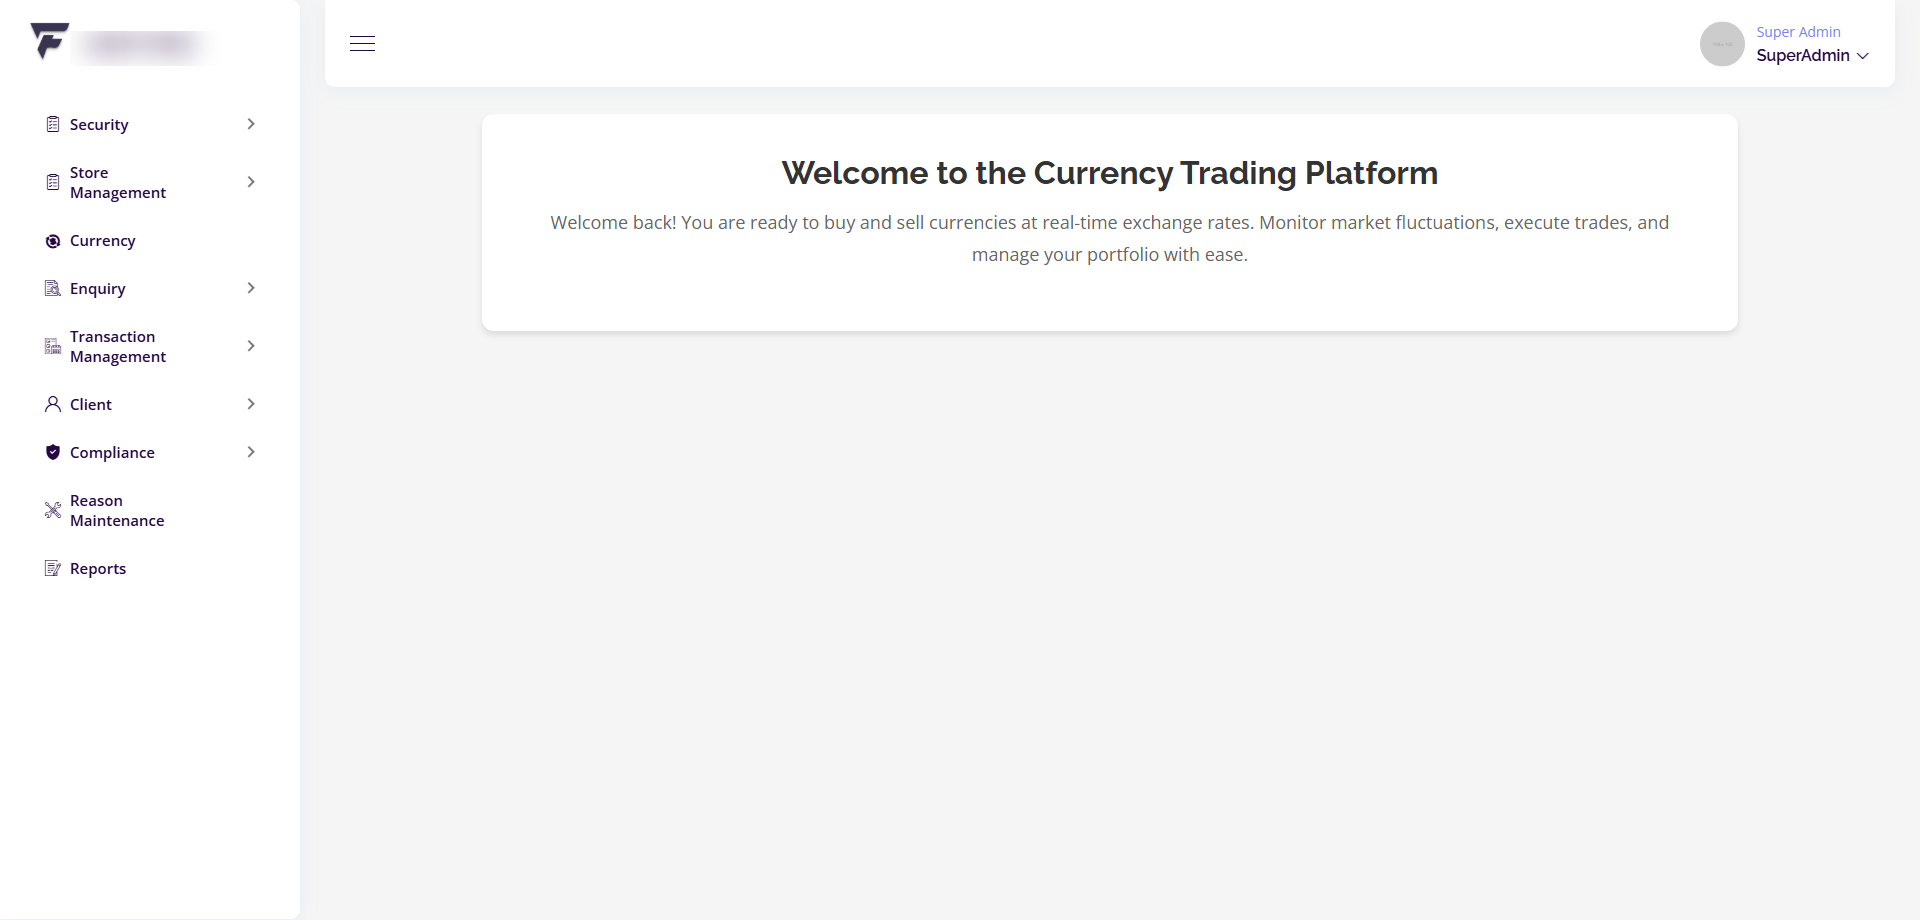 Super Admin
SuperAdmin
Security
Store
Management
Currency
Enquiry
Transaction
Management
Client
Compliance
Reason
Maintenance
Reports
Welcome to the Currency Trading Platform
Welcome back! You are ready to buy and sell currencies at real-time exchange rates. Monitor market fluctuations, execute trades, and
manage your portfolio with ease.